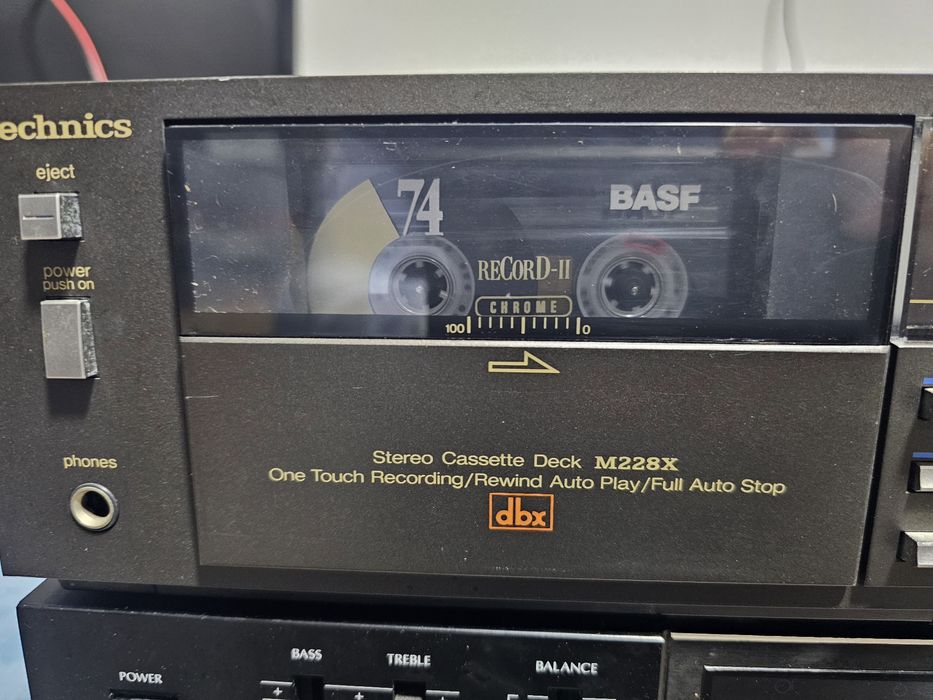 echnics
eject
power
push on
phones
74
BASF
reCorD-II
CHROME
100
0
Stereo Cassette Deck M228X
One Touch Recording/Rewind Auto Play/Full Auto Stop
dbx
POWER
BASS
TREBLE
BALANCE
+
+